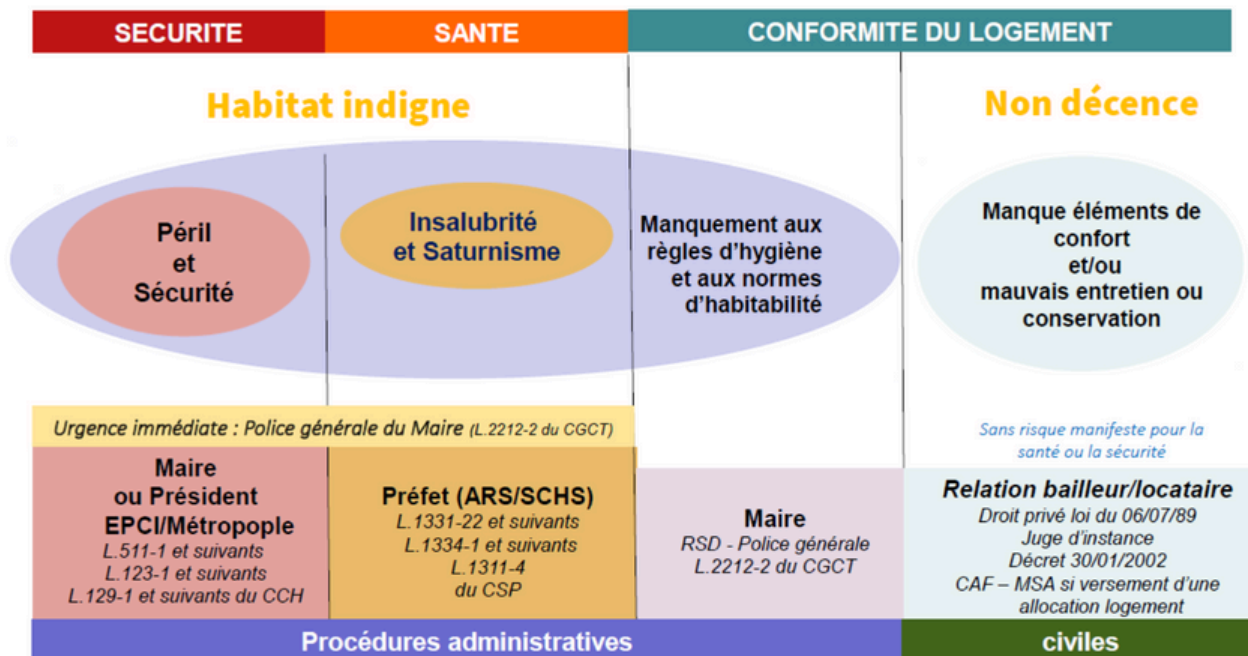 SECURITE
SANTE
CONFORMITE DU LOGEMENT
Habitat indigne
Non décence
Péril
et
Sécurité
Insalubrité
et Saturnisme
Manquement aux
règles d’hygiène
et aux normes
d’habitabilité
Manque éléments de
confort
et/ou
mauvais entretien ou
conservation
Urgence immédiate : Police générale du Maire (L.2212-2 du CGCT)
Maire
ou Président
EPCI/Métropople
L.511-1 et suivants
L.123-1 et suivants
L.129-1 et suivants du CCH
Préfet (ARS/SCHS)
L.1331-22 et suivants
L.1334-1 et suivants
L.1311-4
du CSP
Maire
RSD - Police générale
L.2212-2 du CGCT
Sans risque manifeste pour la
santé ou la sécurité
Relation bailleur/locataire
Droit privé loi du 06/07/89
Juge d’instance
Décret 30/01/2002
CAF – MSA si versement d’une
allocation logement
Procédures administratives
civiles